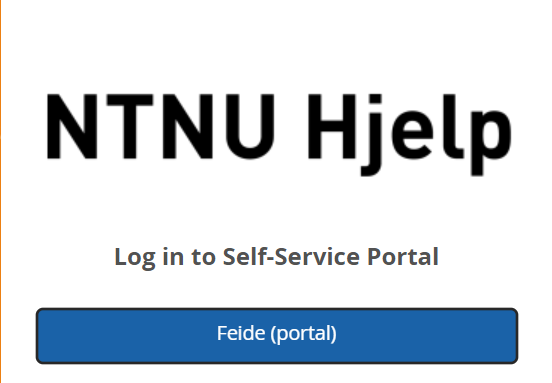 NTNU Hjelp
Log in to Self-Service Portal
Feide (portal)